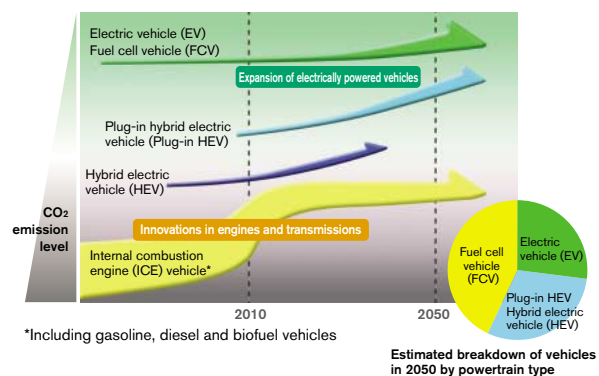 Electric vehicle (EV)
Fuel cell vehicle (FCV)
Expansion of electrically powered vehicles
Plug-in hybrid electric
vehicle (Plug-in HEV)
Hybrid electric
vehicle (HEV)
CO2
emission
level
Innovations in engines and transmissions
Internal combustion
engine (ICE) vehicle*
2010
2050
Fuel cell
vehicle
(FCV)
Electric
vehicle (EV)
Plug-in HEV
Hybrid electric
vehicle (HEV)
*Including gasoline, diesel and biofuel vehicles
Estimated breakdown of vehicles
in 2050 by powertrain type